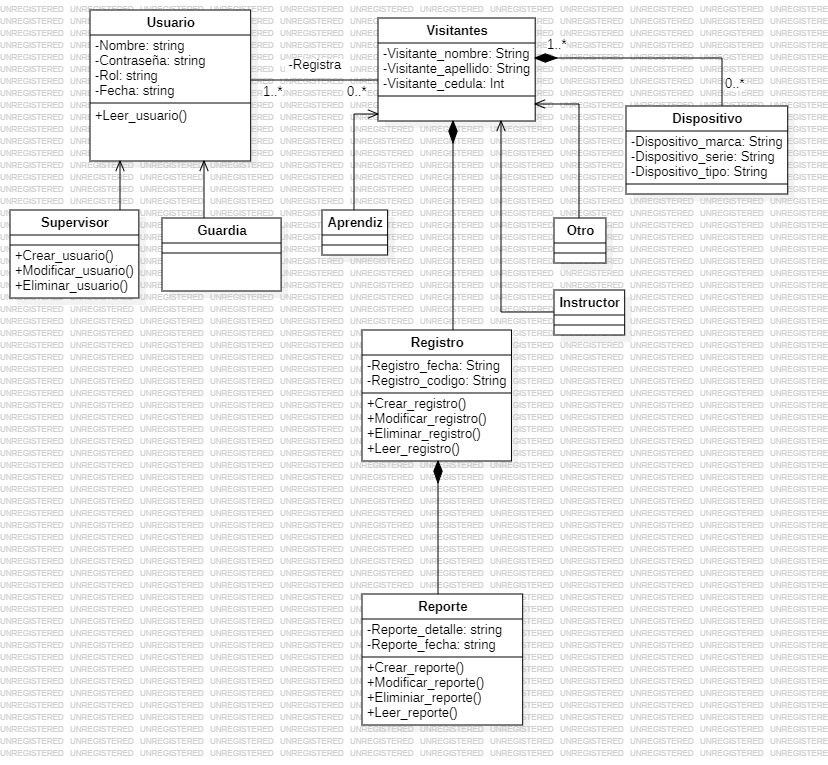 Usuario
-Nombre: string
-Contraseña: string
-Rol: string
-Fecha: string
+Leer_usuario()
-Registra
1..*
0..*
Visitantes
-Visitante_nombre: String
-Visitante_apellido: String
-Visitante_cedula: Int
1..*
0..*
Dispositivo
-Dispositivo_marca: String
-Dispositivo_serie: String
-Dispositivo_tipo: String
Supervisor
+Crear_usuario()
+Modificar_usuario()
+Eliminar_usuario()
Guardia
Aprendiz
Otro
Instructor
Registro
-Registro_fecha: String
-Registro_codigo: String
+Crear_registro()
+Modificar_registro()
+Eliminar_registro()
+Leer_registro()
Reporte
-Reporte_detalle: string
-Reporte_fecha: string
+Crear_reporte()
+Modificar_reporte()
+Eliminiar_reporte()
+Leer_reporte()
UNREGISTERED